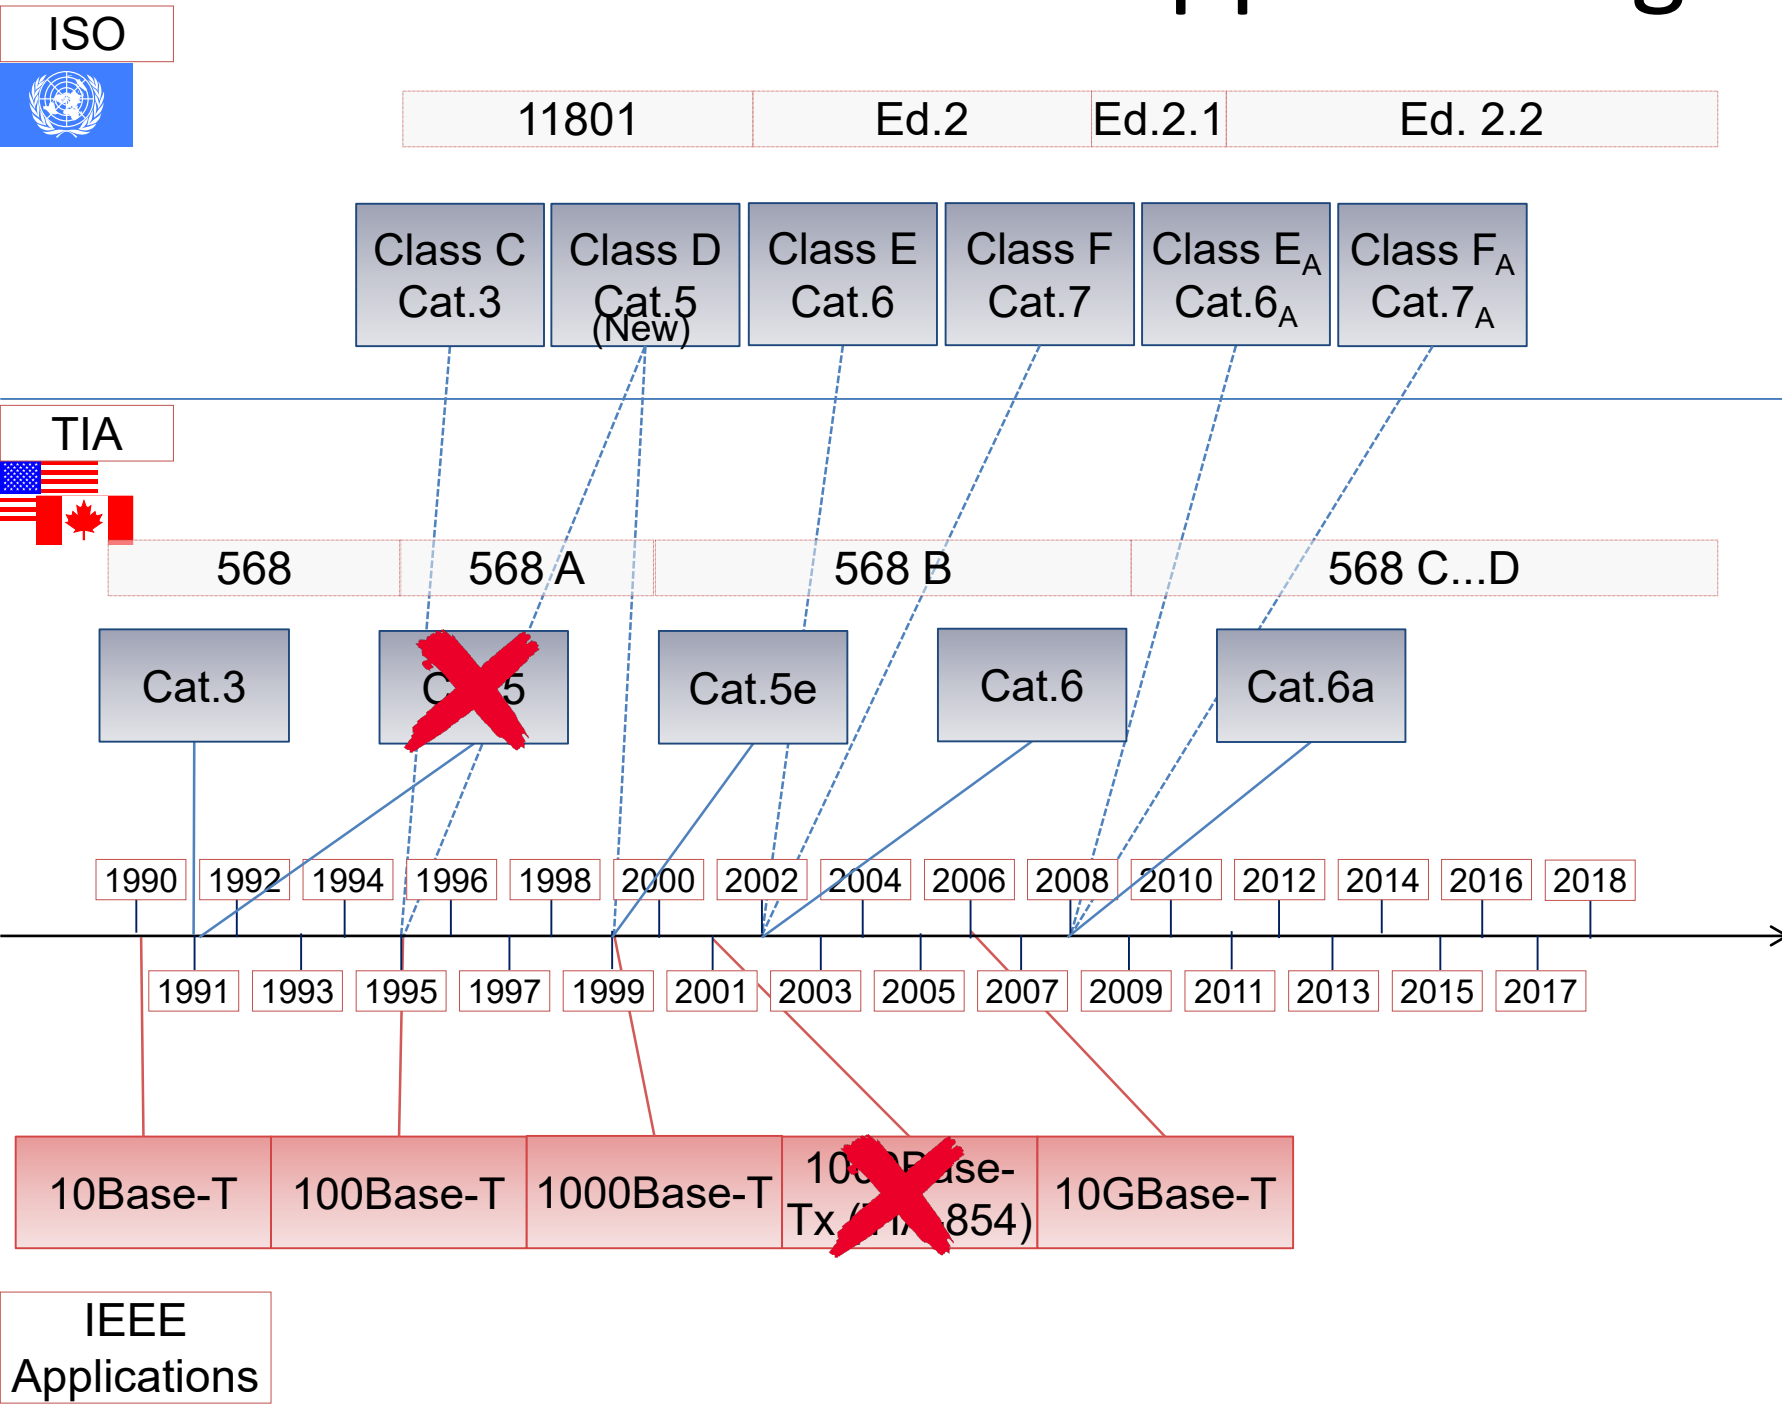 ISO
11801 Ed.2 Ed.2.1 Ed. 2.2
Class C
Cat.3
Class D
Cat.5
(New)
Class E
Cat.6
Class F
Cat.7
Class EA
Cat.6A
Class FA
Cat.7A
TIA
568 568 A 568 B 568 C...D
Cat.3
Cat.5e
Cat.6
Cat.6a
1990 1992 1994 1996 1998 2000 2002 2004 2006 2008 2010 2012 2014 2016 2018
1991 1993 1995 1997 1999 2001 2003 2005 2007 2009 2011 2013 2015 2017
10Base-T
100Base-T
1000Base-T
Tx
854)
10GBase-T
IEEE
Applications